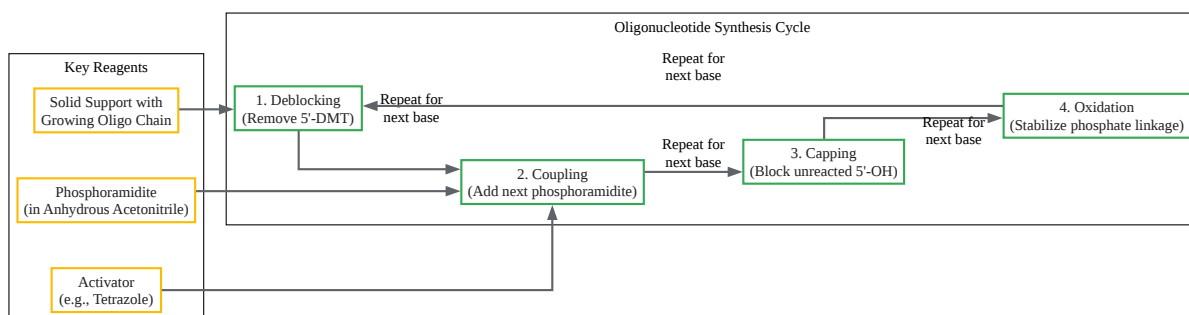 Oligonucleotide Synthesis Cycle
Repeat for
next base
Key Reagents
Solid Support with
Growing Oligo Chain
1. Deblocking
(Remove 5'-DMT)
Repeat for
next base
4. Oxidation
(Stabilize phosphate linkage)
Repeat for
next base
Repeat for
next base
3. Capping
(Block unreacted 5'-OH)
2. Coupling
(Add next phosphoramidite)
Phosphoramidite
(in Anhydrous Acetonitrile)
Activator
(e.g., Tetrazole)